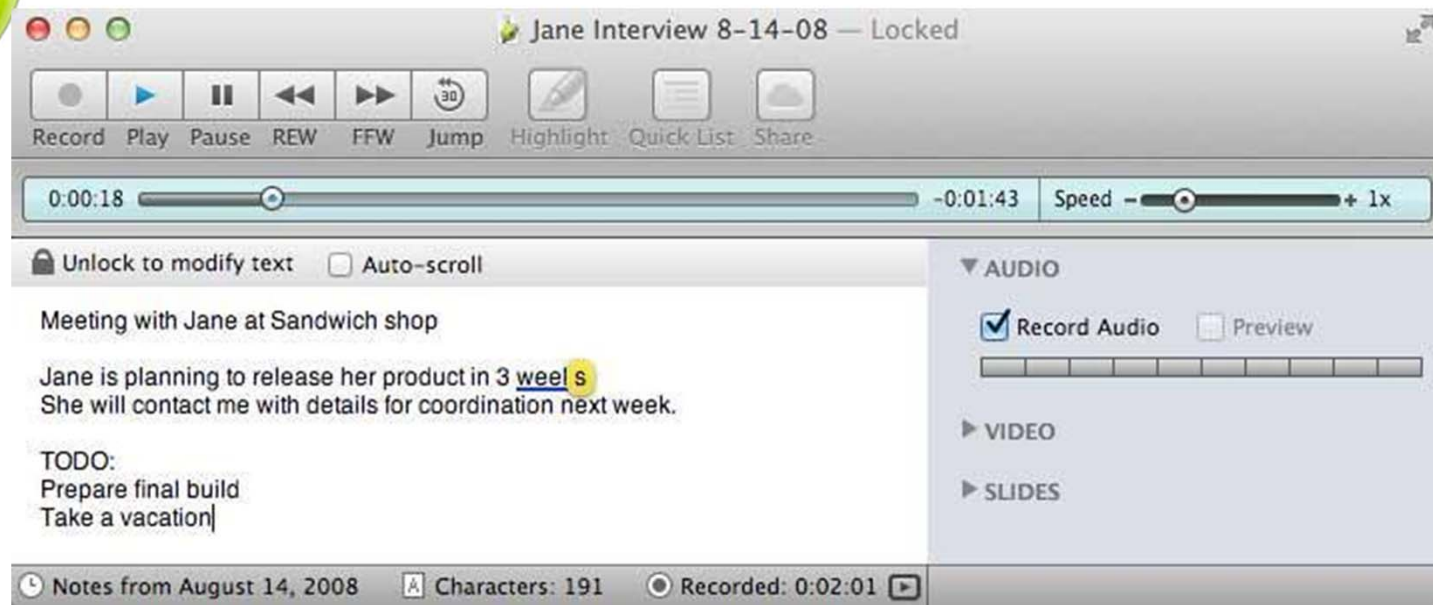 Jane Interview 8-14-08 — Locked
30
Record Play Pause REW FFW Jump Highlight Quick List Share
0:00:18 -0:01:43 Speed - + 1x
Unlock to modify text Auto-scroll
AUDIO
Meeting with Jane at Sandwich shop
Record Audio Preview
Jane is planning to release her product in 3 weel s
She will contact me with details for coordination next week.
VIDEO
TODO:
Prepare final build
SLIDES
Take a vacation
Notes from August 14, 2008 A Characters: 191 Recorded: 0:02:01